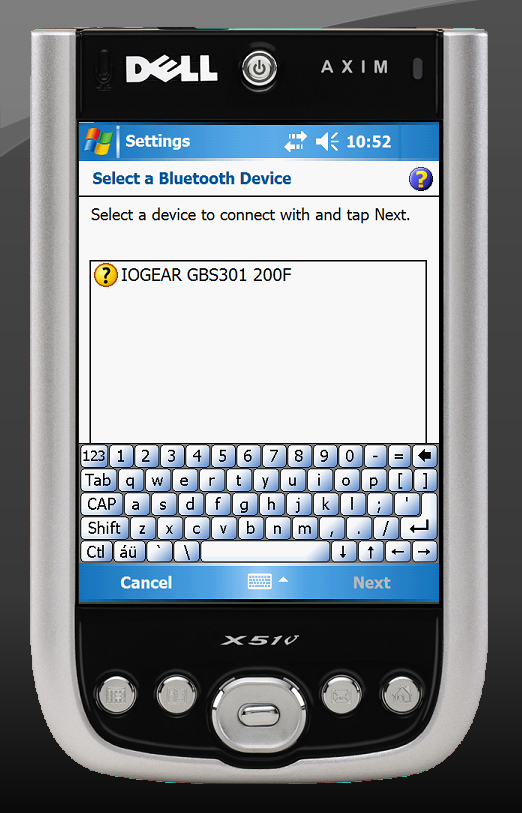 DELL AXIM
Settings 10:52
Select a Bluetooth Device ?
Select a device to connect with and tap Next.
? IOGEAR GBS301 200F
123 1 2 3 4 5 6 7 8 9 0 - = 🡄
Tab q w e r t y u i o p [ ]
CAP a s d f g h j k l ; '
Shift z x c v b n m , . / ↵
Ctl áü ` \ ↓ ↑ ← →
Cancel Next
X51v